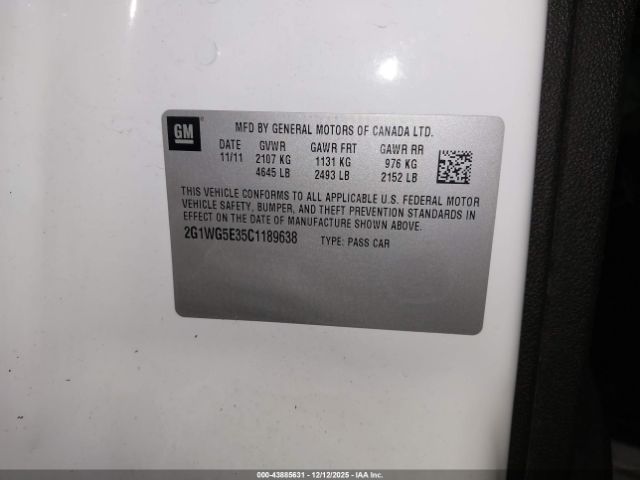 GM
MFD BY GENERAL MOTORS OF CANADA LTD.
DATE GVWR GAWR FRT GAWR RR
11/11 2107 KG 1131 KG 976 KG
4645 LB 2493 LB 2152 LB
THIS VEHICLE CONFORMS TO ALL APPLICABLE U.S. FEDERAL MOTOR
VEHICLE SAFETY, BUMPER, AND THEFT PREVENTION STANDARDS IN
EFFECT ON THE DATE OF MANUFACTURE SHOWN ABOVE.
2G1WG5E35C1189638 TYPE: PASS CAR
000-43885631 - 12/12/2025 - IAA Inc.